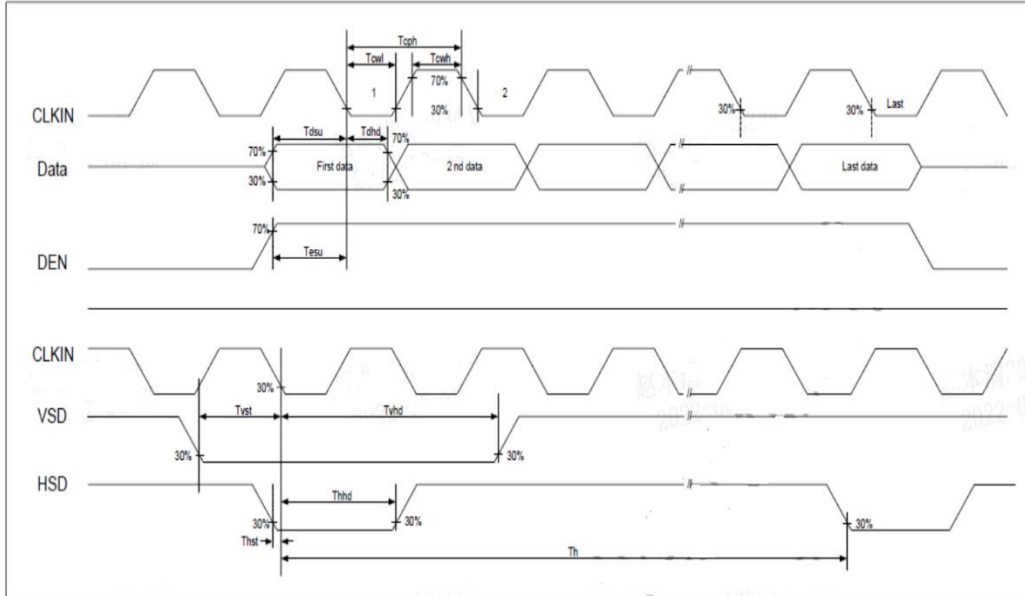 Tcph
Tcwl Tcwh
70%
1 2
30% 30% 30% Last
CLKIN
Tdsu Tdhd
70% 70%
Data First data 2 nd data Last data
30% 30%
70%
Tesu
DEN
CLKIN
30%
Tvst Tvhd
VSD
30% 30%
HSD
Thhd
30% 30% 30%
Thst
Th